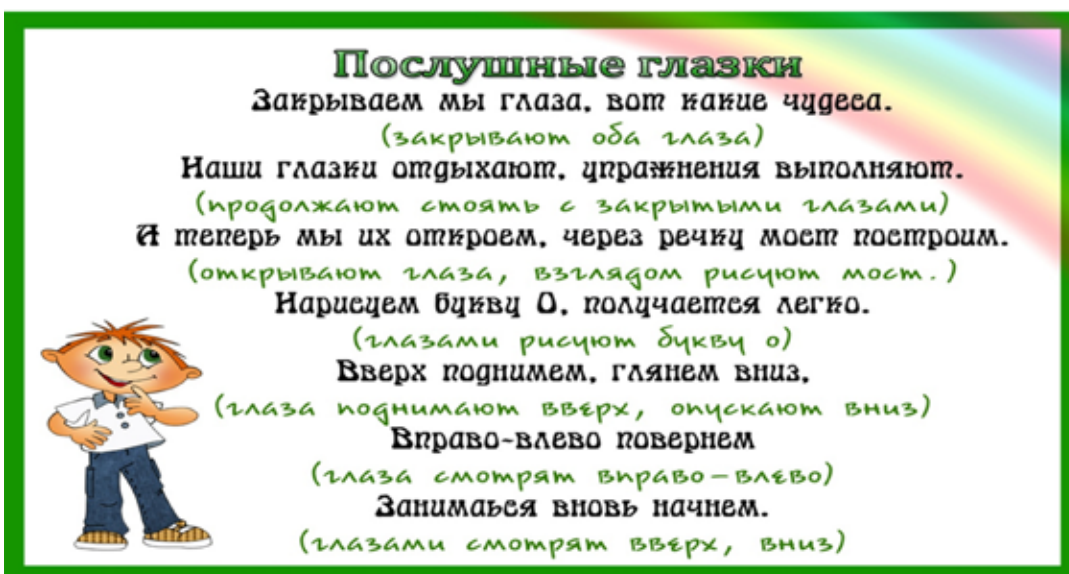 Послушные глазки
Закрываем мы глаза, вот какие чудеса.
(закрывают оба глаза)
Наши глазки отдыхают, упражнения выполняют.
(продолжают стоять с закрытыми глазами)
А теперь мы их откроем, через речку мост построим.
(открывают глаза, взглядом рисуют мост.)
Нарисуем букву О, получается легко.
(глазами рисуют букву о)
Вверх поднимем, глянем вниз,
(глаза поднимают вверх, опускают вниз)
Вправо-влево повернем
(глаза смотрят вправо-влево)
Заниматься вновь начнем.
(глазами смотрят вверх, вниз)